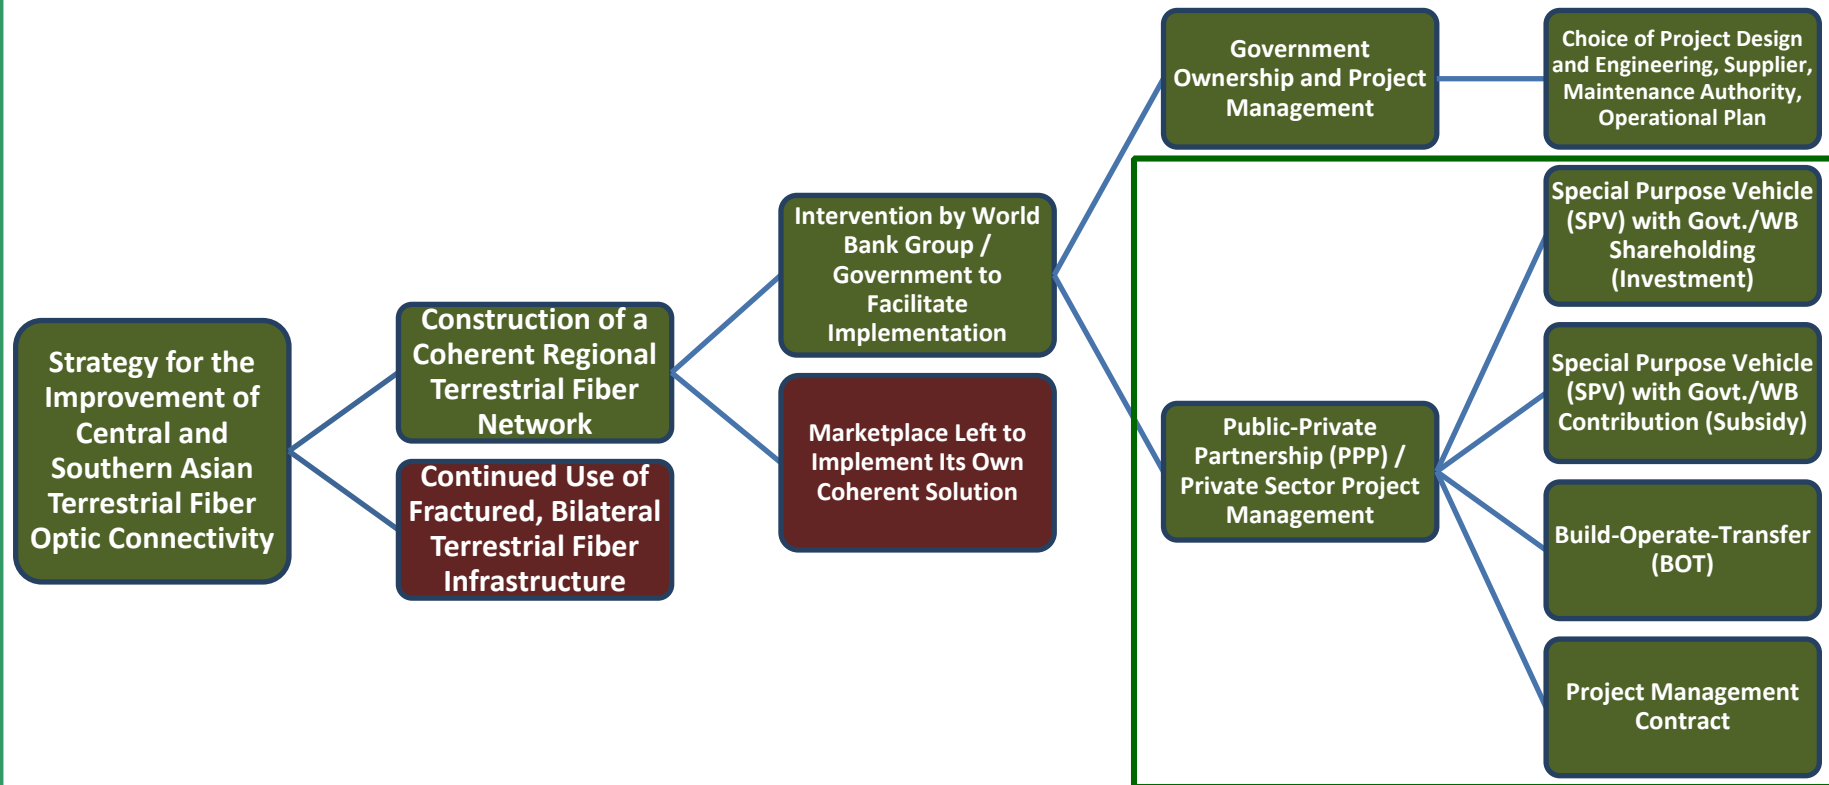 Strategy for the
Improvement of
Central and
Southern Asian
Terrestrial Fiber
Optic Connectivity
Construction of a
Coherent Regional
Terrestrial Fiber
Network
Continued Use of
Fractured, Bilateral
Terrestrial Fiber
Infrastructure
Intervention by World
Bank Group /
Government to
Facilitate
Implementation
Marketplace Left to
Implement Its Own
Coherent Solution
Government
Ownership and Project
Management
Public-Private
Partnership (PPP) /
Private Sector Project
Management
Choice of Project Design
and Engineering, Supplier,
Maintenance Authority,
Operational Plan
Special Purpose Vehicle
(SPV) with Govt./WB
Shareholding
(Investment)
Special Purpose Vehicle
(SPV) with Govt./WB
Contribution (Subsidy)
Build-Operate-Transfer
(BOT)
Project Management
Contract